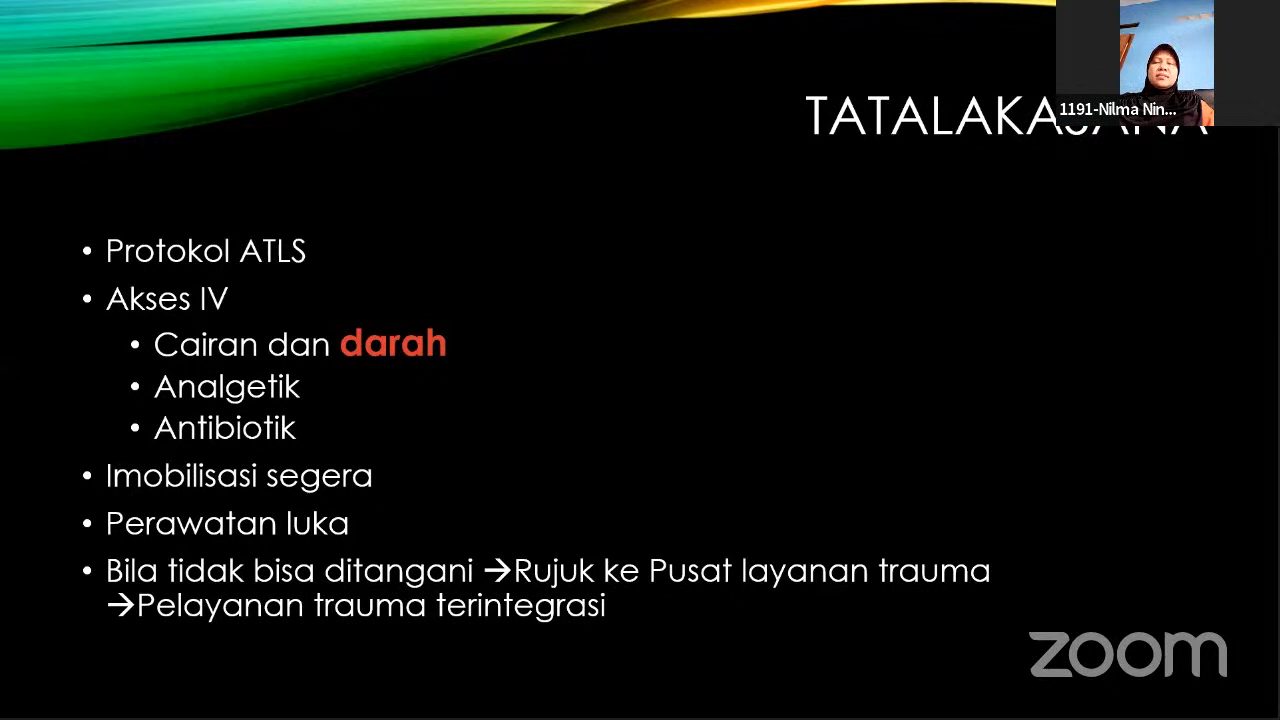 1191-Nilma Nin...
• Protokol ATLS
• Akses IV
• Cairan dan darah
• Analgetik
• Antibiotik
• Imobilisasi segera
• Perawatan luka
• Bila tidak bisa ditangani →Rujuk ke Pusat layanan trauma
→Pelayanan trauma terintegrasi
zoom